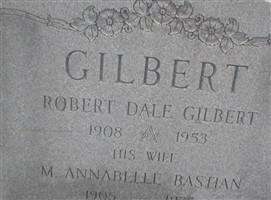 GILBERT
ROBERT DALE GILBERT
1908 1953
HIS WIFE
M. ANNABELLE BASTIAN